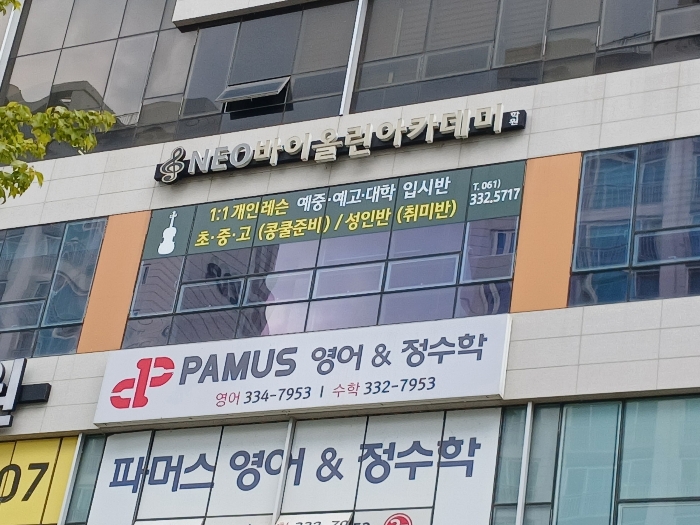 NEO바이올린아카데미 학원
1:1 개인레슨 예중·예고·대학 입시반 T. 061)
초·중·고 (콩쿨준비) / 성인반 (취미반) 332.5717
PAMUS 영어 & 정수학
영어 334-7953 I 수학 332-7953
07
파머스 영어 & 정수학